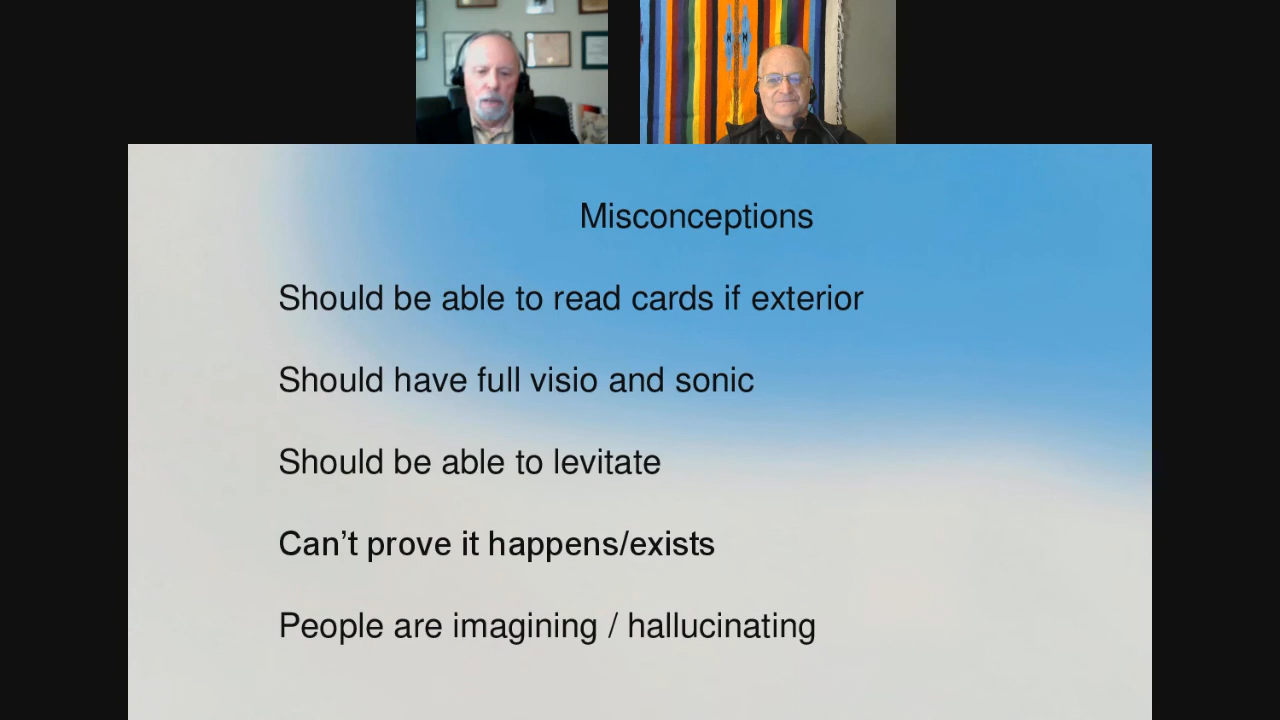 Misconceptions
Should be able to read cards if exterior
Should have full visio and sonic
Should be able to levitate
Can’t prove it happens/exists
People are imagining / hallucinating